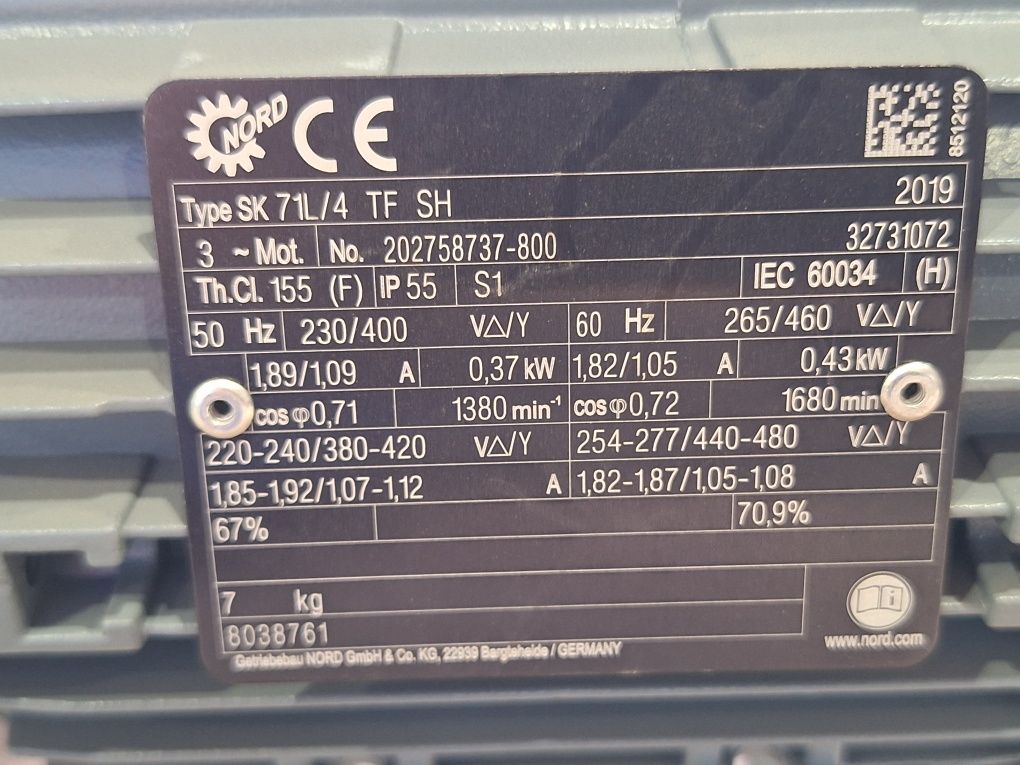 NORD CE
8512120
Type SK 71L/4 TF SH 2019
3 ~ Mot. No. 202758737-800 32731072
Th.Cl. 155 (F) IP 55 S1 IEC 60034 (H)
50 Hz 230/400 V△/Y 60 Hz 265/460 V△/Y
1,89/1,09 A 0,37 kW 1,82/1,05 A 0,43 kW
cos φ 0,71 1380 min⁻¹ cos φ 0,72 1680 min
220-240/380-420 V△/Y 254-277/440-480 V△/Y
1,85-1,92/1,07-1,12 A 1,82-1,87/1,05-1,08 A
67% 70,9%
7 kg
8038761
www.nord.com
Getriebebau NORD GmbH & Co. KG, 22939 Bargteheide / GERMANY